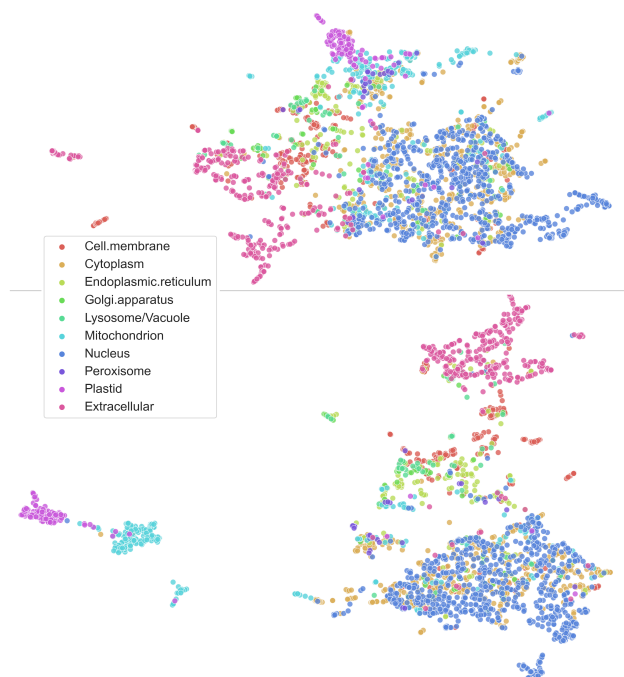 Cell.membrane
Cytoplasm
Endoplasmic.reticulum
Golgi.apparatus
Lysosome/Vacuole
Mitochondrion
Nucleus
Peroxisome
Plastid
Extracellular